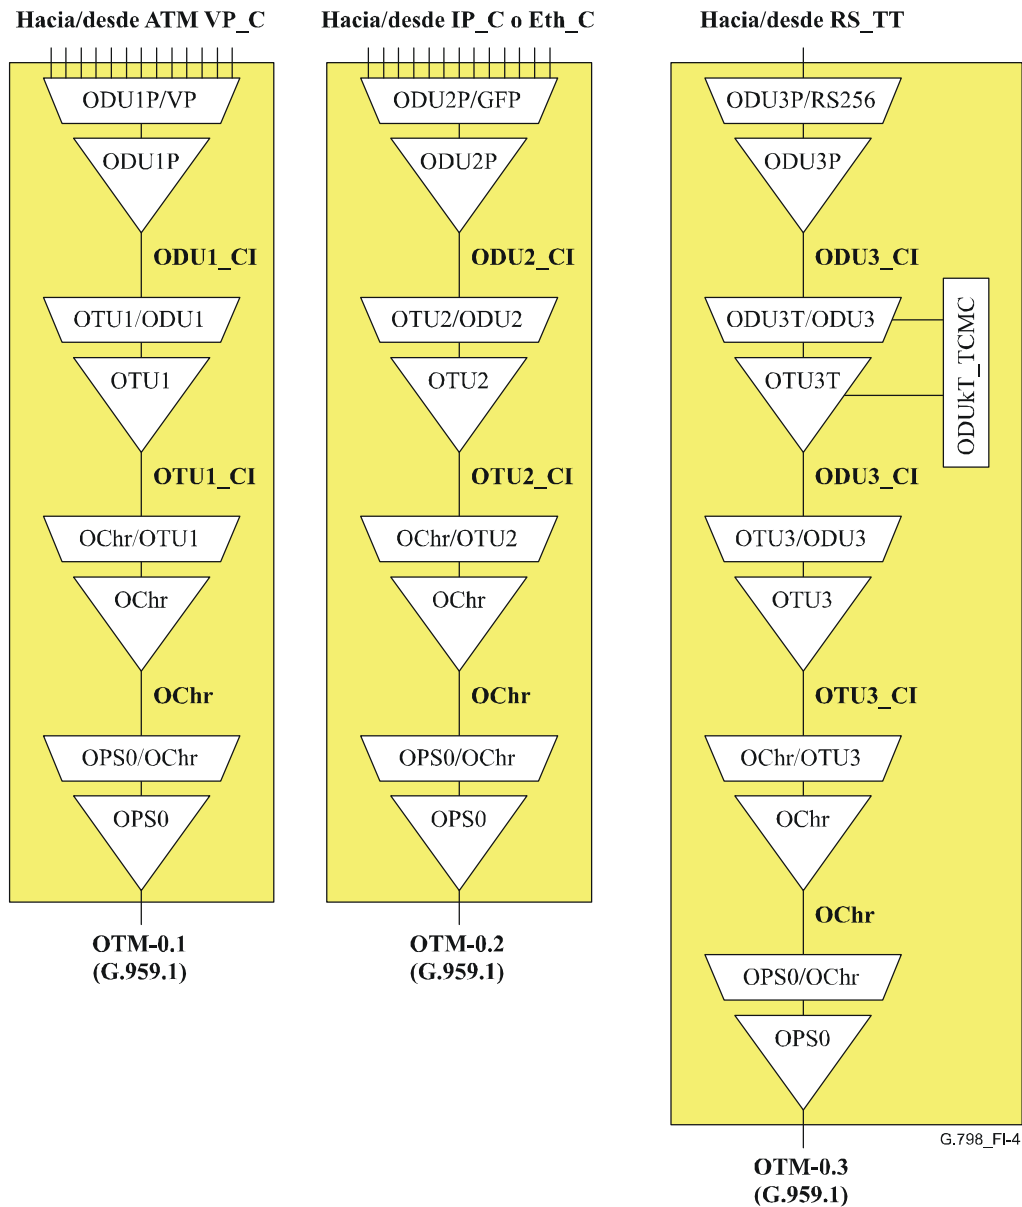 Hacia/desde ATM VP_C
ODU1P/VP
ODU1P
ODU1_CI
OTU1/ODU1
OTU1
OTU1_CI
OChr/OTU1
OChr
OChr
OPS0/OChr
OPS0
OTM-0.1
(G.959.1)
Hacia/desde IP_C o Eth_C
ODU2P/GFP
ODU2P
ODU2_CI
OTU2/ODU2
OTU2
OTU2_CI
OChr/OTU2
OChr
OChr
OPS0/OChr
OPS0
OTM-0.2
(G.959.1)
Hacia/desde RS_TT
ODU3P/RS256
ODU3P
ODU3_CI
ODU3T/ODU3
OTU3T
ODUkT_TCMC
ODU3_CI
OTU3/ODU3
OTU3
OTU3_CI
OChr/OTU3
OChr
OChr
OPS0/OChr
OPS0
G.798_FI-4
OTM-0.3
(G.959.1)